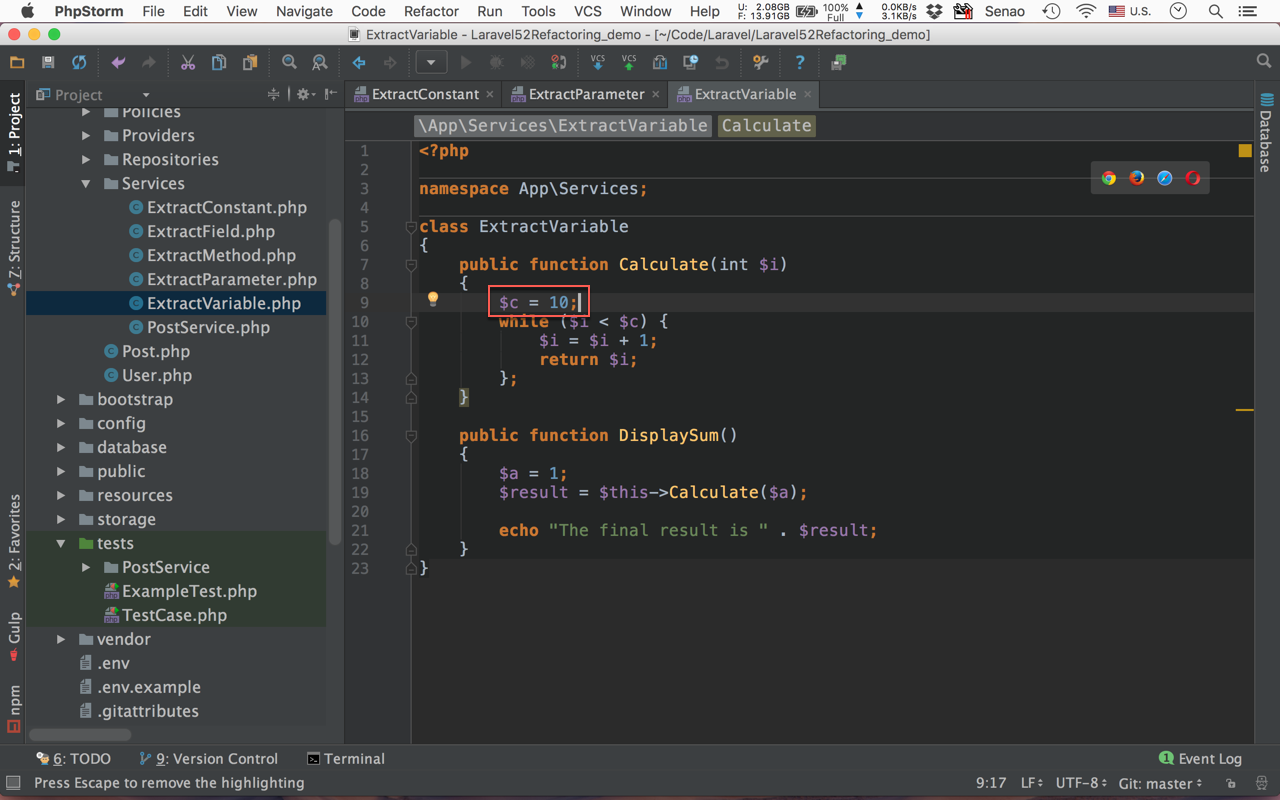 PhpStorm File Edit View Navigate Code Refactor Run Tools VCS Window Help U: 2.08GB F: 13.91GB 100% Full 0.0KB/s 3.1KB/s Senao U.S.
ExtractVariable - Laravel52Refactoring_demo - [~/Code/Laravel/Laravel52Refactoring_demo]
VCS VCS
Project
ExtractConstant ExtractParameter ExtractVariable
\App\Services\ExtractVariable Calculate
1: Project
7: Structure
2: Favorites
Gulp
npm
Policies
Providers
Repositories
Services
ExtractConstant.php
ExtractField.php
ExtractMethod.php
ExtractParameter.php
ExtractVariable.php
PostService.php
Post.php
User.php
bootstrap
config
database
public
resources
storage
tests
PostService
ExampleTest.php
TestCase.php
vendor
.env
.env.example
.gitattributes
1 <?php
2
3 namespace App\Services;
4
5 class ExtractVariable
6 {
7 public function Calculate(int $i)
8 {
9 $c = 10;
10 while ($i < $c) {
11 $i = $i + 1;
12 return $i;
13 };
14 }
15
16 public function DisplaySum()
17 {
18 $a = 1;
19 $result = $this->Calculate($a);
20
21 echo "The final result is " . $result;
22 }
23 }
Database
6: TODO 9: Version Control Terminal 1 Event Log
Press Escape to remove the highlighting 9:17 LF UTF-8 Git: master